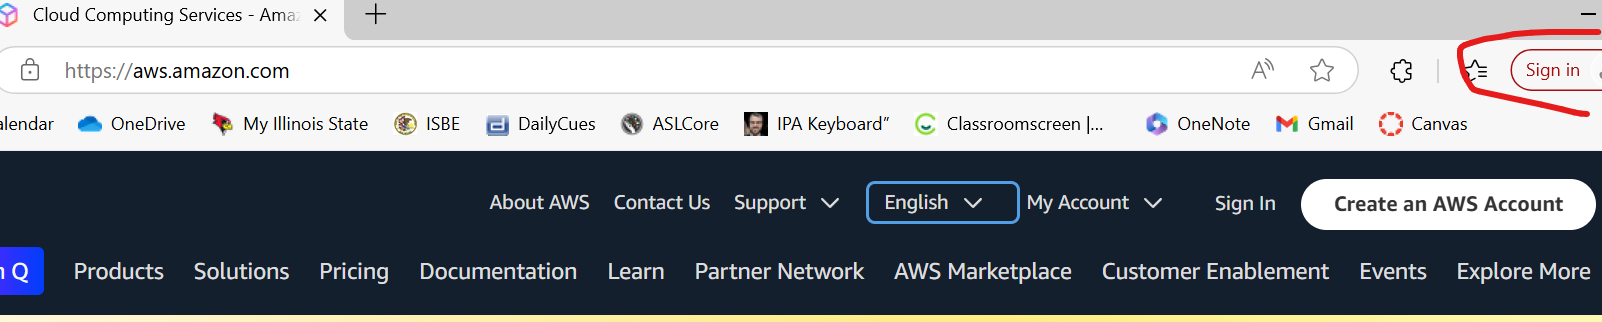 Cloud Computing Services - Ama
https://aws.amazon.com
Sign in
alendar OneDrive My Illinois State ISBE DailyCues ASLCore IPA Keyboard” Classroomscreen |... OneNote Gmail Canvas
About AWS Contact Us Support English My Account Sign In Create an AWS Account
n Q Products Solutions Pricing Documentation Learn Partner Network AWS Marketplace Customer Enablement Events Explore More